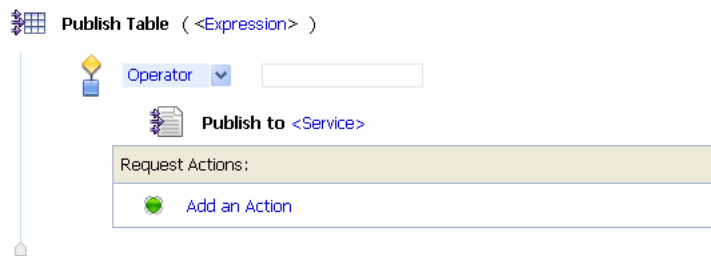 Publish Table ( <Expression> )
Operator
Publish to <Service>
Request Actions:
Add an Action